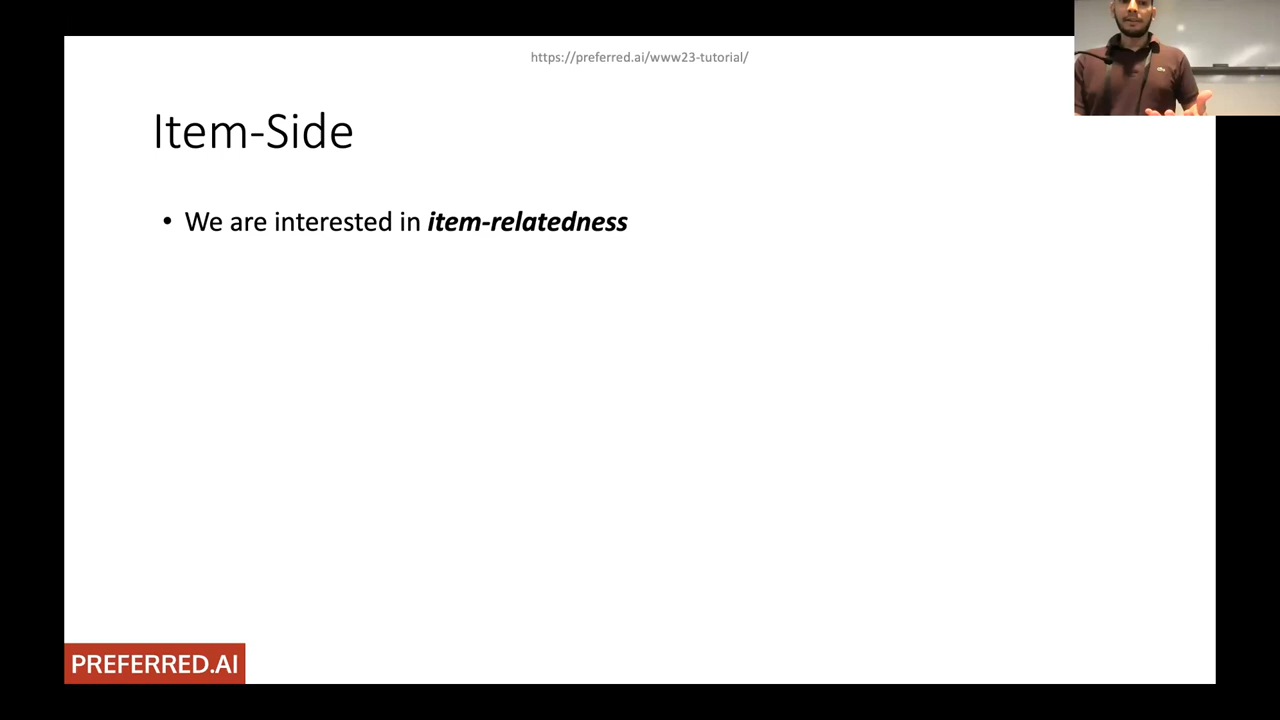 https://preferred.ai/www23-tutorial/
Item-Side
• We are interested in item-relatedness
PREFERRED.AI